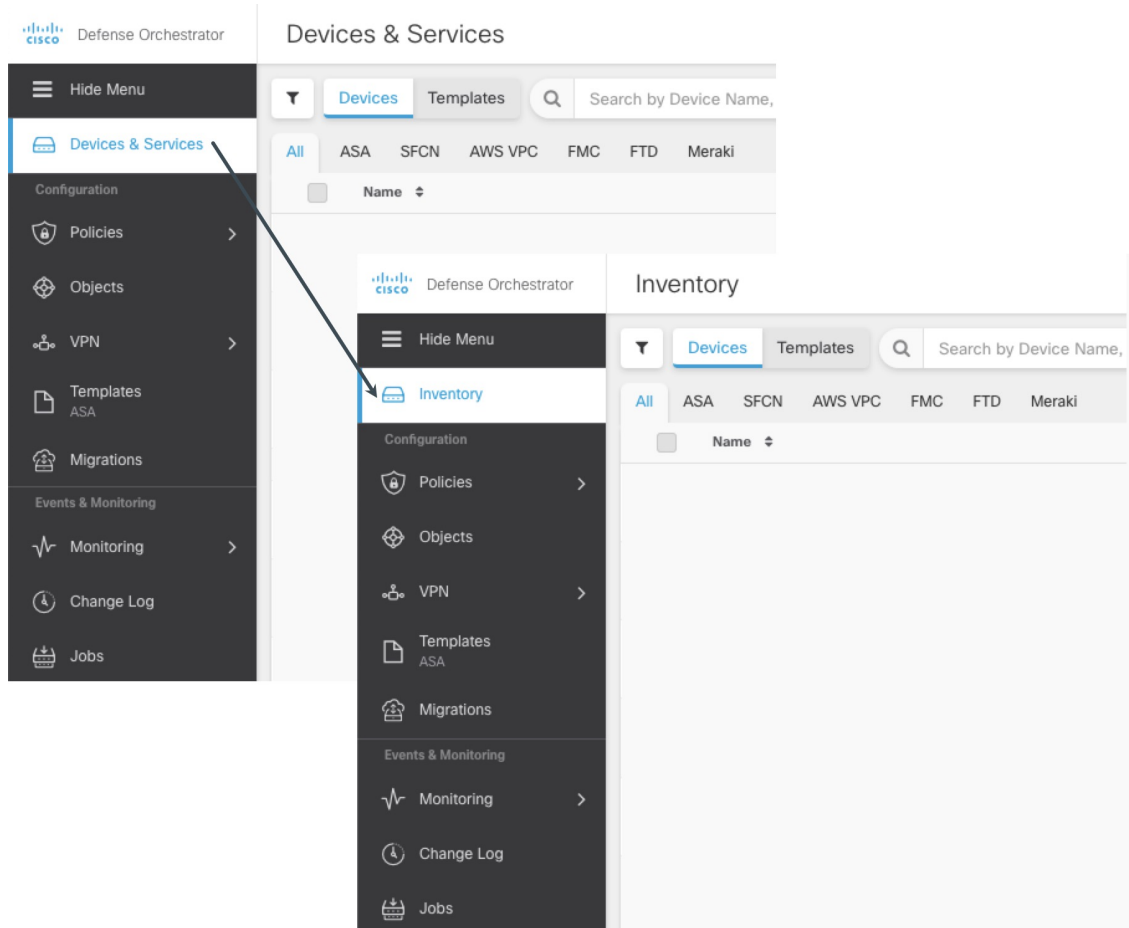 cisco Defense Orchestrator
Devices & Services
Hide Menu
Devices & Services
Configuration
Policies
Objects
VPN
Templates
ASA
Migrations
Events & Monitoring
Monitoring
Change Log
Jobs
Devices Templates Search by Device Name,
All ASA SFCN AWS VPC FMC FTD Meraki
Name
cisco Defense Orchestrator
Inventory
Hide Menu
Inventory
Configuration
Policies
Objects
VPN
Templates
ASA
Migrations
Events & Monitoring
Monitoring
Change Log
Jobs
Devices Templates Search by Device Name,
All ASA SFCN AWS VPC FMC FTD Meraki
Name